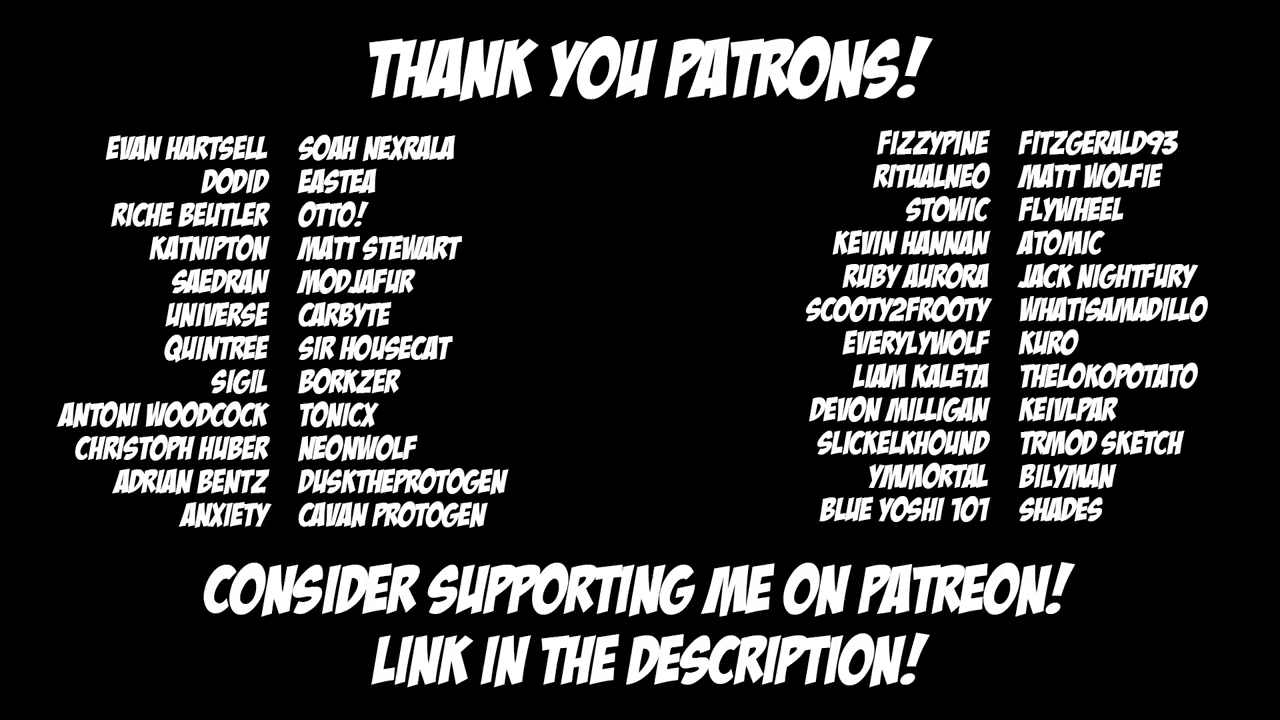 THANK YOU PATRONS!
EVAN HARTSELL SOAH NEXRALA
DODID EASTEA
RICHE BEUTLER OTTO!
KATNIPTON MATT STEWART
SAEDRAN MODJAFUR
UNIVERSE CARBYTE
QUINTREE SIR HOUSECAT
SIGIL BORKZER
ANTONI WOODCOCK TONICX
CHRISTOPH HUBER NEONWOLF
ADRIAN BENTZ DUSKTHEPROTOGEN
ANXIETY CAVAN PROTOGEN
FIZZYPINE FITZGERALD93
RITUALNEO MATT WOLFIE
STOWIC FLYWHEEL
KEVIN HANNAN ATOMIC
RUBY AURORA JACK NIGHTFURY
SCOOTY2FROOTY WHATISAMADILLO
EVERYLYWOLF KURO
LIAM KALETA THELOKOPOTATO
DEVON MILLIGAN KEIVLPAR
SLICKELKHOUND TRMOD SKETCH
YMMORTAL BILYMAN
BLUE YOSHI 101 SHADES
CONSIDER SUPPORTING ME ON PATREON!
LINK IN THE DESCRIPTION!